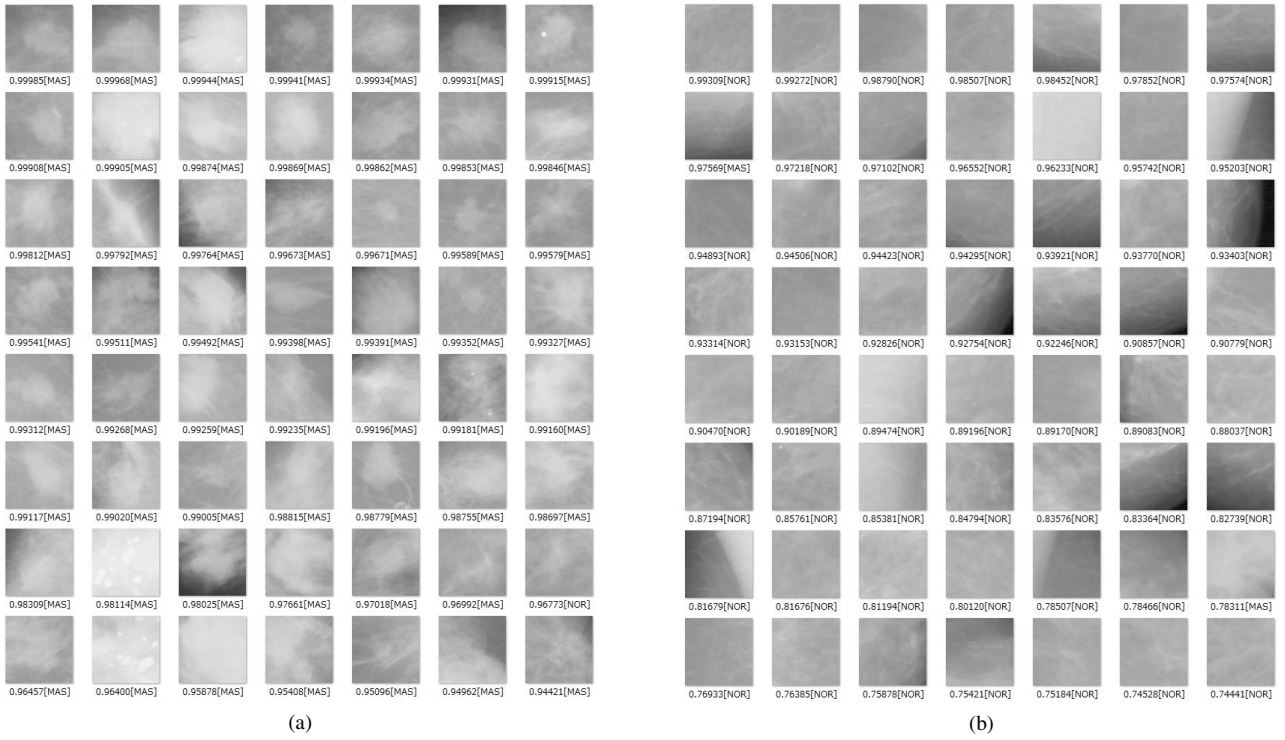 0.99985[MAS] 0.99968[MAS] 0.99944[MAS] 0.99941[MAS] 0.99934[MAS] 0.99931[MAS] 0.99915[MAS]
0.99908[MAS] 0.99905[MAS] 0.99874[MAS] 0.99869[MAS] 0.99862[MAS] 0.99853[MAS] 0.99846[MAS]
0.99812[MAS] 0.99792[MAS] 0.99764[MAS] 0.99673[MAS] 0.99671[MAS] 0.99589[MAS] 0.99579[MAS]
0.99541[MAS] 0.99511[MAS] 0.99492[MAS] 0.99398[MAS] 0.99391[MAS] 0.99352[MAS] 0.99327[MAS]
0.99312[MAS] 0.99268[MAS] 0.99259[MAS] 0.99235[MAS] 0.99196[MAS] 0.99181[MAS] 0.99160[MAS]
0.99117[MAS] 0.99020[MAS] 0.99005[MAS] 0.98815[MAS] 0.98779[MAS] 0.98755[MAS] 0.98697[MAS]
0.98309[MAS] 0.98114[MAS] 0.98025[MAS] 0.97661[MAS] 0.97018[MAS] 0.96992[MAS] 0.96773[NOR]
0.96457[MAS] 0.96400[MAS] 0.95878[MAS] 0.95408[MAS] 0.95096[MAS] 0.94962[MAS] 0.94421[MAS]
(a)
0.99309[NOR] 0.99272[NOR] 0.98790[NOR] 0.98507[NOR] 0.98452[NOR] 0.97852[NOR] 0.97574[NOR]
0.97569[MAS] 0.97218[NOR] 0.97102[NOR] 0.96552[NOR] 0.96233[NOR] 0.95742[NOR] 0.95203[NOR]
0.94893[NOR] 0.94506[NOR] 0.94423[NOR] 0.94295[NOR] 0.93921[NOR] 0.93770[NOR] 0.93403[NOR]
0.93314[NOR] 0.93153[NOR] 0.92826[NOR] 0.92754[NOR] 0.92246[NOR] 0.90857[NOR] 0.90779[NOR]
0.90470[NOR] 0.90189[NOR] 0.89474[NOR] 0.89196[NOR] 0.89170[NOR] 0.89083[NOR] 0.88037[NOR]
0.87194[NOR] 0.85761[NOR] 0.85381[NOR] 0.84794[NOR] 0.83576[NOR] 0.83364[NOR] 0.82739[NOR]
0.81679[NOR] 0.81676[NOR] 0.81194[NOR] 0.80120[NOR] 0.78507[NOR] 0.78466[NOR] 0.78311[MAS]
0.76933[NOR] 0.76385[NOR] 0.75878[NOR] 0.75421[NOR] 0.75184[NOR] 0.74528[NOR] 0.74441[NOR]
(b)